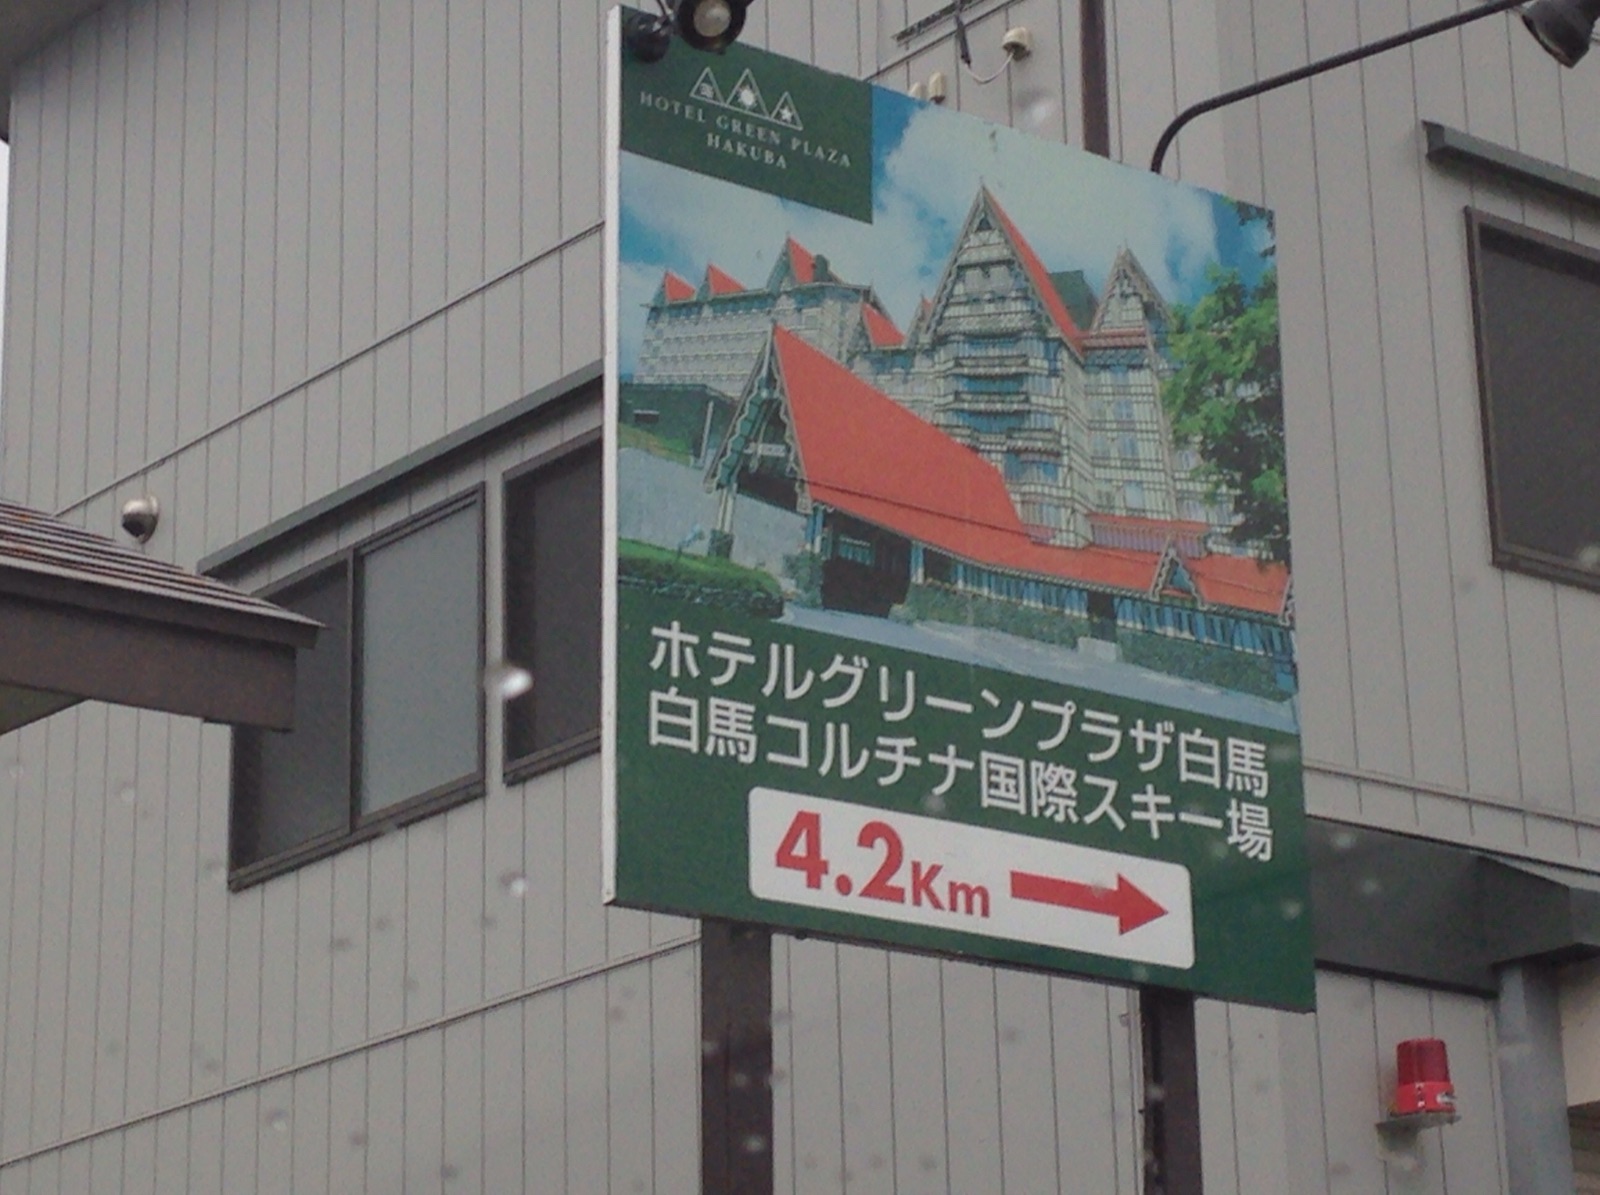 HOTEL GREEN PLAZA
HAKUBA
ホテルグリーンプラザ白馬
白馬コルチナ国際スキー場
4.2Km